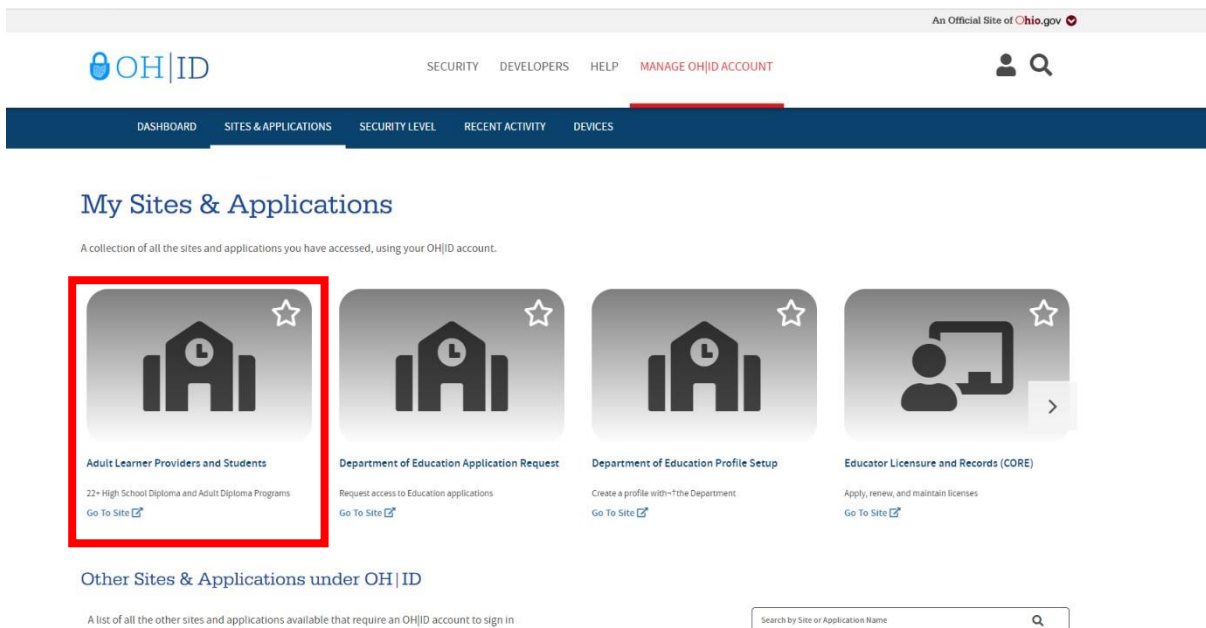 An Official Site of Ohio.gov
OH|ID
SECURITY DEVELOPERS HELP MANAGE OH|ID ACCOUNT
DASHBOARD SITES & APPLICATIONS SECURITY LEVEL RECENT ACTIVITY DEVICES
My Sites & Applications
A collection of all the sites and applications you have accessed, using your OH|ID account.
Adult Learner Providers and Students
22+ High School Diploma and Adult Diploma Programs
Go To Site
Department of Education Application Request
Request access to Education applications
Go To Site
Department of Education Profile Setup
Create a profile with¬†the Department
Go To Site
Educator Licensure and Records (CORE)
Apply, renew, and maintain licenses
Go To Site
Other Sites & Applications under OH|ID
A list of all the other sites and applications available that require an OH|ID account to sign in
Search by Site or Application Name